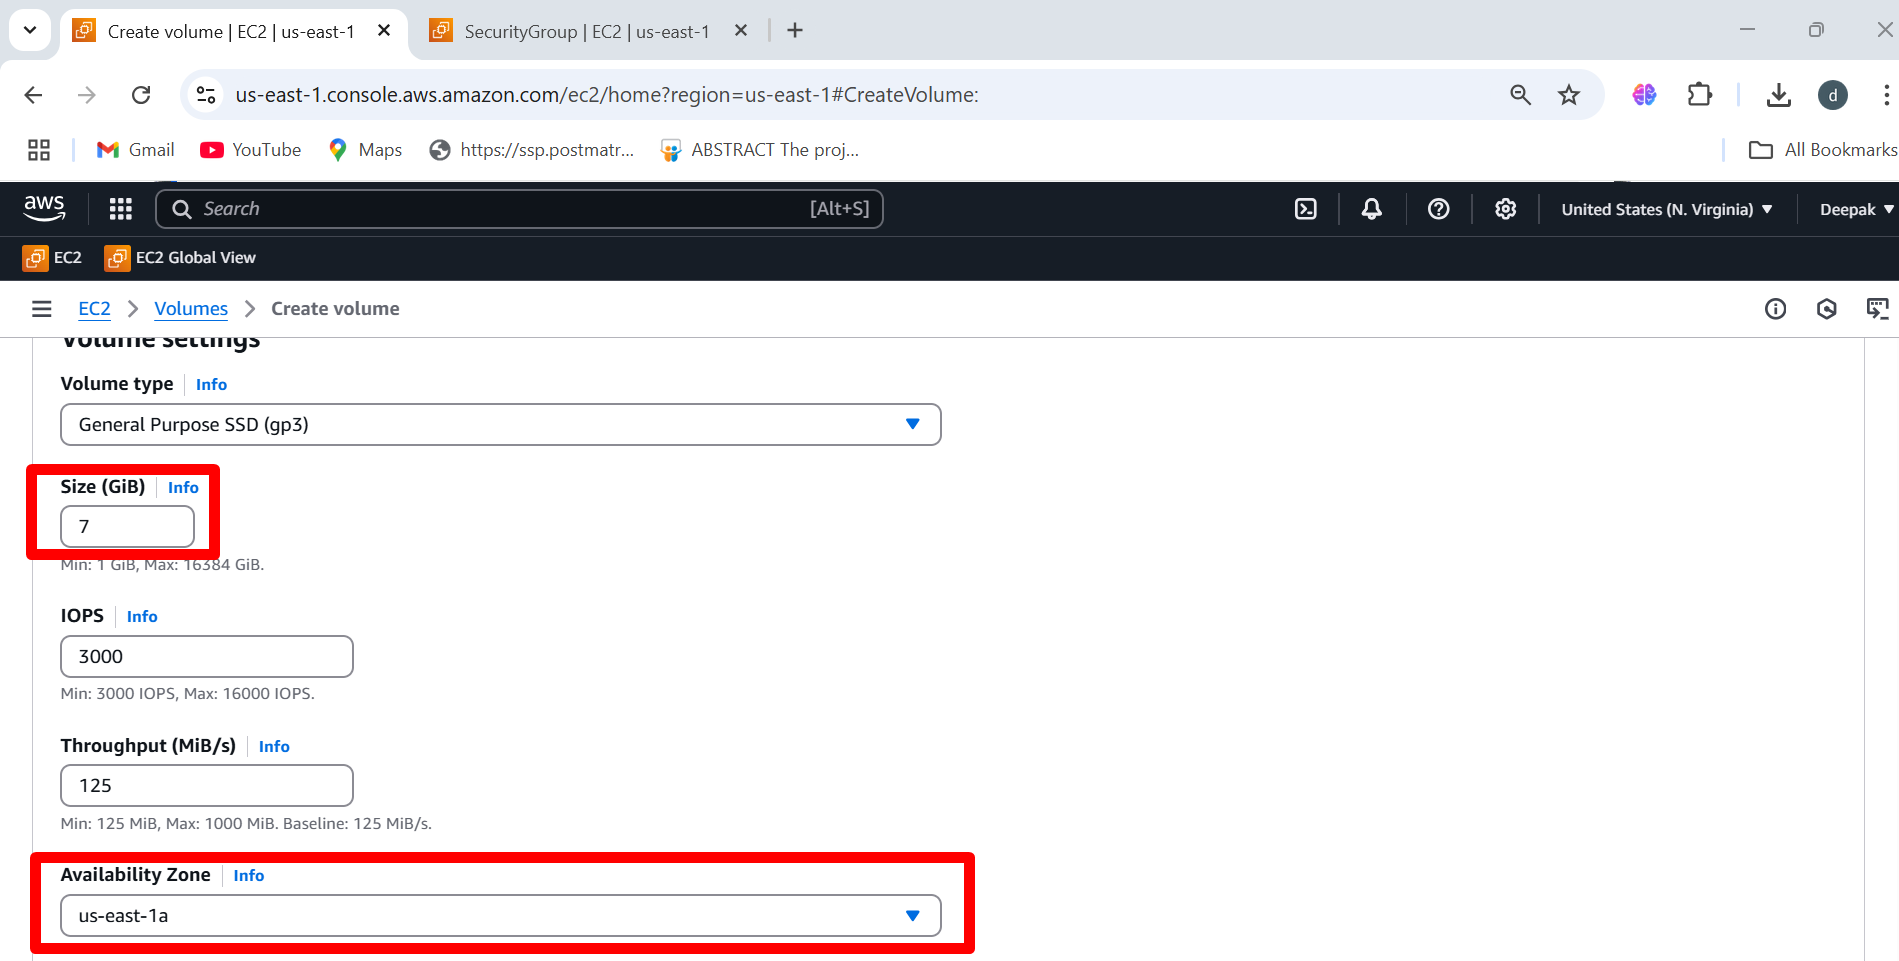 Create volume | EC2 | us-east-1
SecurityGroup | EC2 | us-east-1
us-east-1.console.aws.amazon.com/ec2/home?region=us-east-1#CreateVolume:
d
Gmail
YouTube
Maps
https://ssp.postmatr...
ABSTRACT The proj...
All Bookmarks
aws
Search
[Alt+S]
United States (N. Virginia)
Deepak
EC2
EC2 Global View
EC2
Volumes
Create volume
Volume settings
Volume type
Info
General Purpose SSD (gp3)
Size (GiB)
Info
7
Min: 1 GiB, Max: 16384 GiB.
IOPS
Info
3000
Min: 3000 IOPS, Max: 16000 IOPS.
Throughput (MiB/s)
Info
125
Min: 125 MiB, Max: 1000 MiB. Baseline: 125 MiB/s.
Availability Zone
Info
us-east-1a